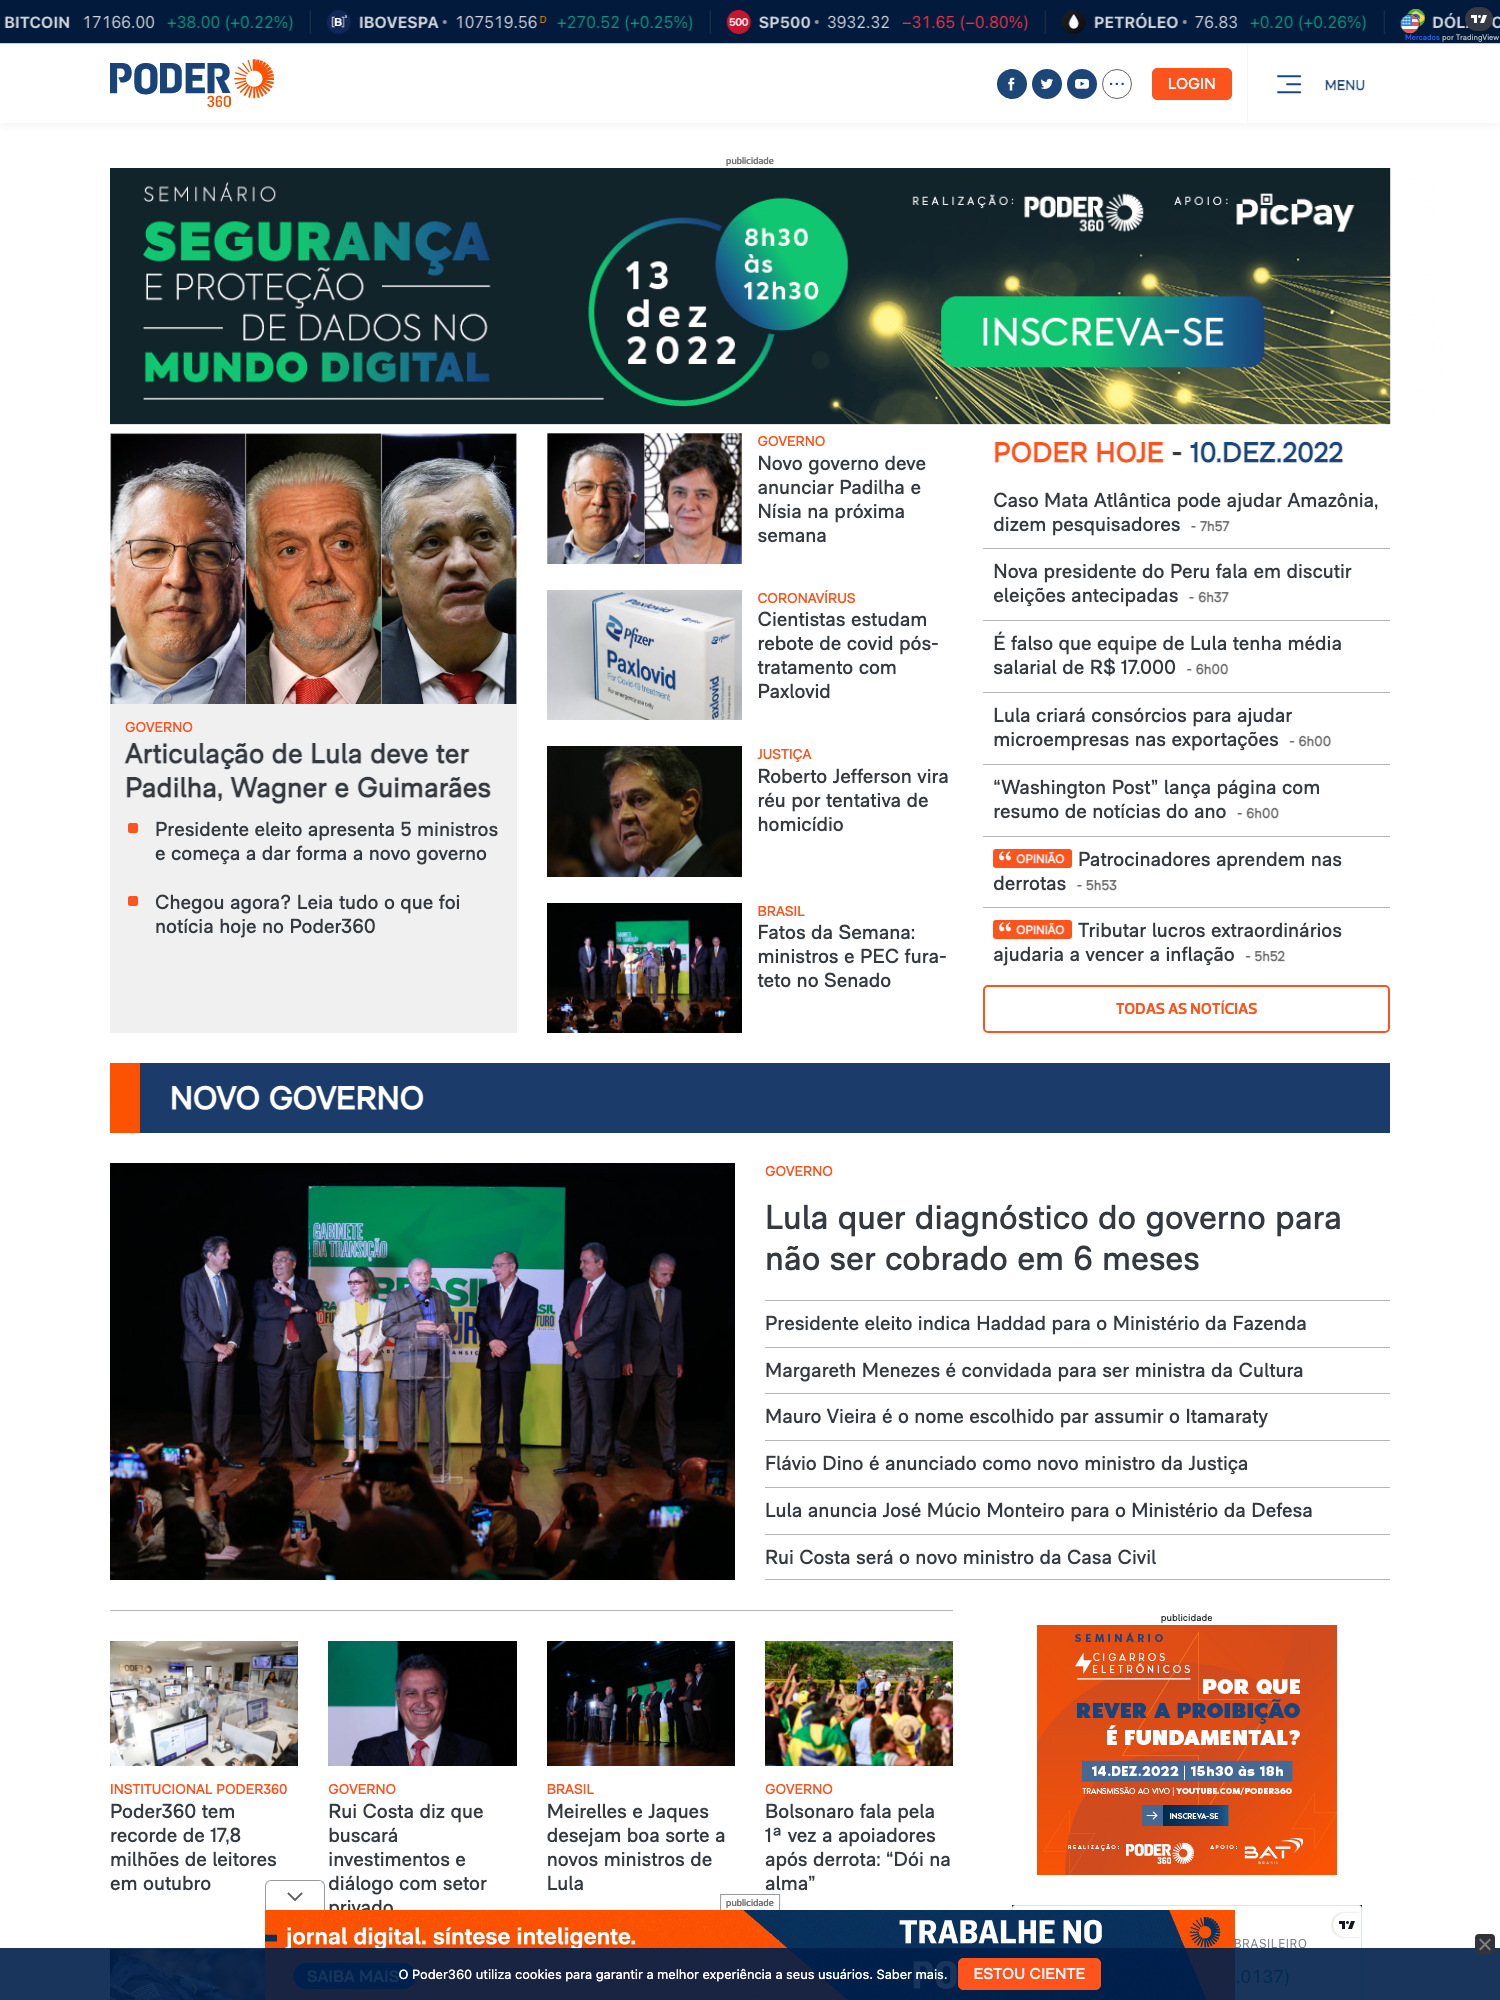 BITCOIN 17166.00 +38.00 (+0.22%) IBOVESPA 107519.56 D +270.52 (+0.25%) 500 SP500 3932.32 −31.65 (−0.80%) PETRÓLEO 76.83 +0.20 (+0.26%)
Mercados por TradingView
PODER
360
LOGIN
MENU
publicidade
SEMINÁRIO
SEGURANÇA
E PROTEÇÃO
DE DADOS NO
MUNDO DIGITAL
13
dez
2022
8h30
às
12h30
REALIZAÇÃO: PODER
360
APOIO: PicPay
INSCREVA-SE
GOVERNO
Articulação de Lula deve ter
Padilha, Wagner e Guimarães
Presidente eleito apresenta 5 ministros
e começa a dar forma a novo governo
Chegou agora? Leia tudo o que foi
notícia hoje no Poder360
GOVERNO
Novo governo deve
anunciar Padilha e
Nísia na próxima
semana
Paxlovid
Pfizer
Paxlovid
For Covid-19 treatment
Paxlovid
CORONAVÍRUS
Cientistas estudam
rebote de covid pós-
tratamento com
Paxlovid
JUSTIÇA
Roberto Jefferson vira
réu por tentativa de
homicídio
BRASIL
Fatos da Semana:
ministros e PEC fura-
teto no Senado
PODER HOJE - 10.DEZ.2022
Caso Mata Atlântica pode ajudar Amazônia,
dizem pesquisadores - 7h57
Nova presidente do Peru fala em discutir
eleições antecipadas - 6h37
É falso que equipe de Lula tenha média
salarial de R$ 17.000 - 6h00
Lula criará consórcios para ajudar
microempresas nas exportações - 6h00
“Washington Post” lança página com
resumo de notícias do ano - 6h00
OPINIÃO Patrocinadores aprendem nas
derrotas - 5h53
OPINIÃO Tributar lucros extraordinários
ajudaria a vencer a inflação - 5h52
TODAS AS NOTÍCIAS
NOVO GOVERNO
GABINETE
DA TRANSIÇÃO
BRASIL
GOVERNO
Lula quer diagnóstico do governo para
não ser cobrado em 6 meses
Presidente eleito indica Haddad para o Ministério da Fazenda
Margareth Menezes é convidada para ser ministra da Cultura
Mauro Vieira é o nome escolhido par assumir o Itamaraty
Flávio Dino é anunciado como novo ministro da Justiça
Lula anuncia José Múcio Monteiro para o Ministério da Defesa
Rui Costa será o novo ministro da Casa Civil
INSTITUCIONAL PODER360
Poder360 tem
recorde de 17,8
milhões de leitores
em outubro
GOVERNO
Rui Costa diz que
buscará
investimentos e
diálogo com setor
privado
BRASIL
Meirelles e Jaques
desejam boa sorte a
novos ministros de
Lula
GOVERNO
Bolsonaro fala pela
1ª vez a apoiadores
após derrota: “Dói na
alma”
publicidade
SEMINÁRIO
CIGARROS
ELETRÔNICOS
POR QUE
REVER A PROIBIÇÃO
É FUNDAMENTAL?
14.DEZ.2022 | 15h30 às 18h
TRANSMISSÃO AO VIVO | YOUTUBE.COM/PODER360
INSCREVA-SE
REALIZAÇÃO: PODER
360
APOIO: BAT
BRASIL
publicidade
jornal digital. síntese inteligente.
TRABALHE NO
SAIBA MAIS
BRASILEIRO
.0137)
O Poder360 utiliza cookies para garantir a melhor experiência a seus usuários. Saber mais.
ESTOU CIENTE